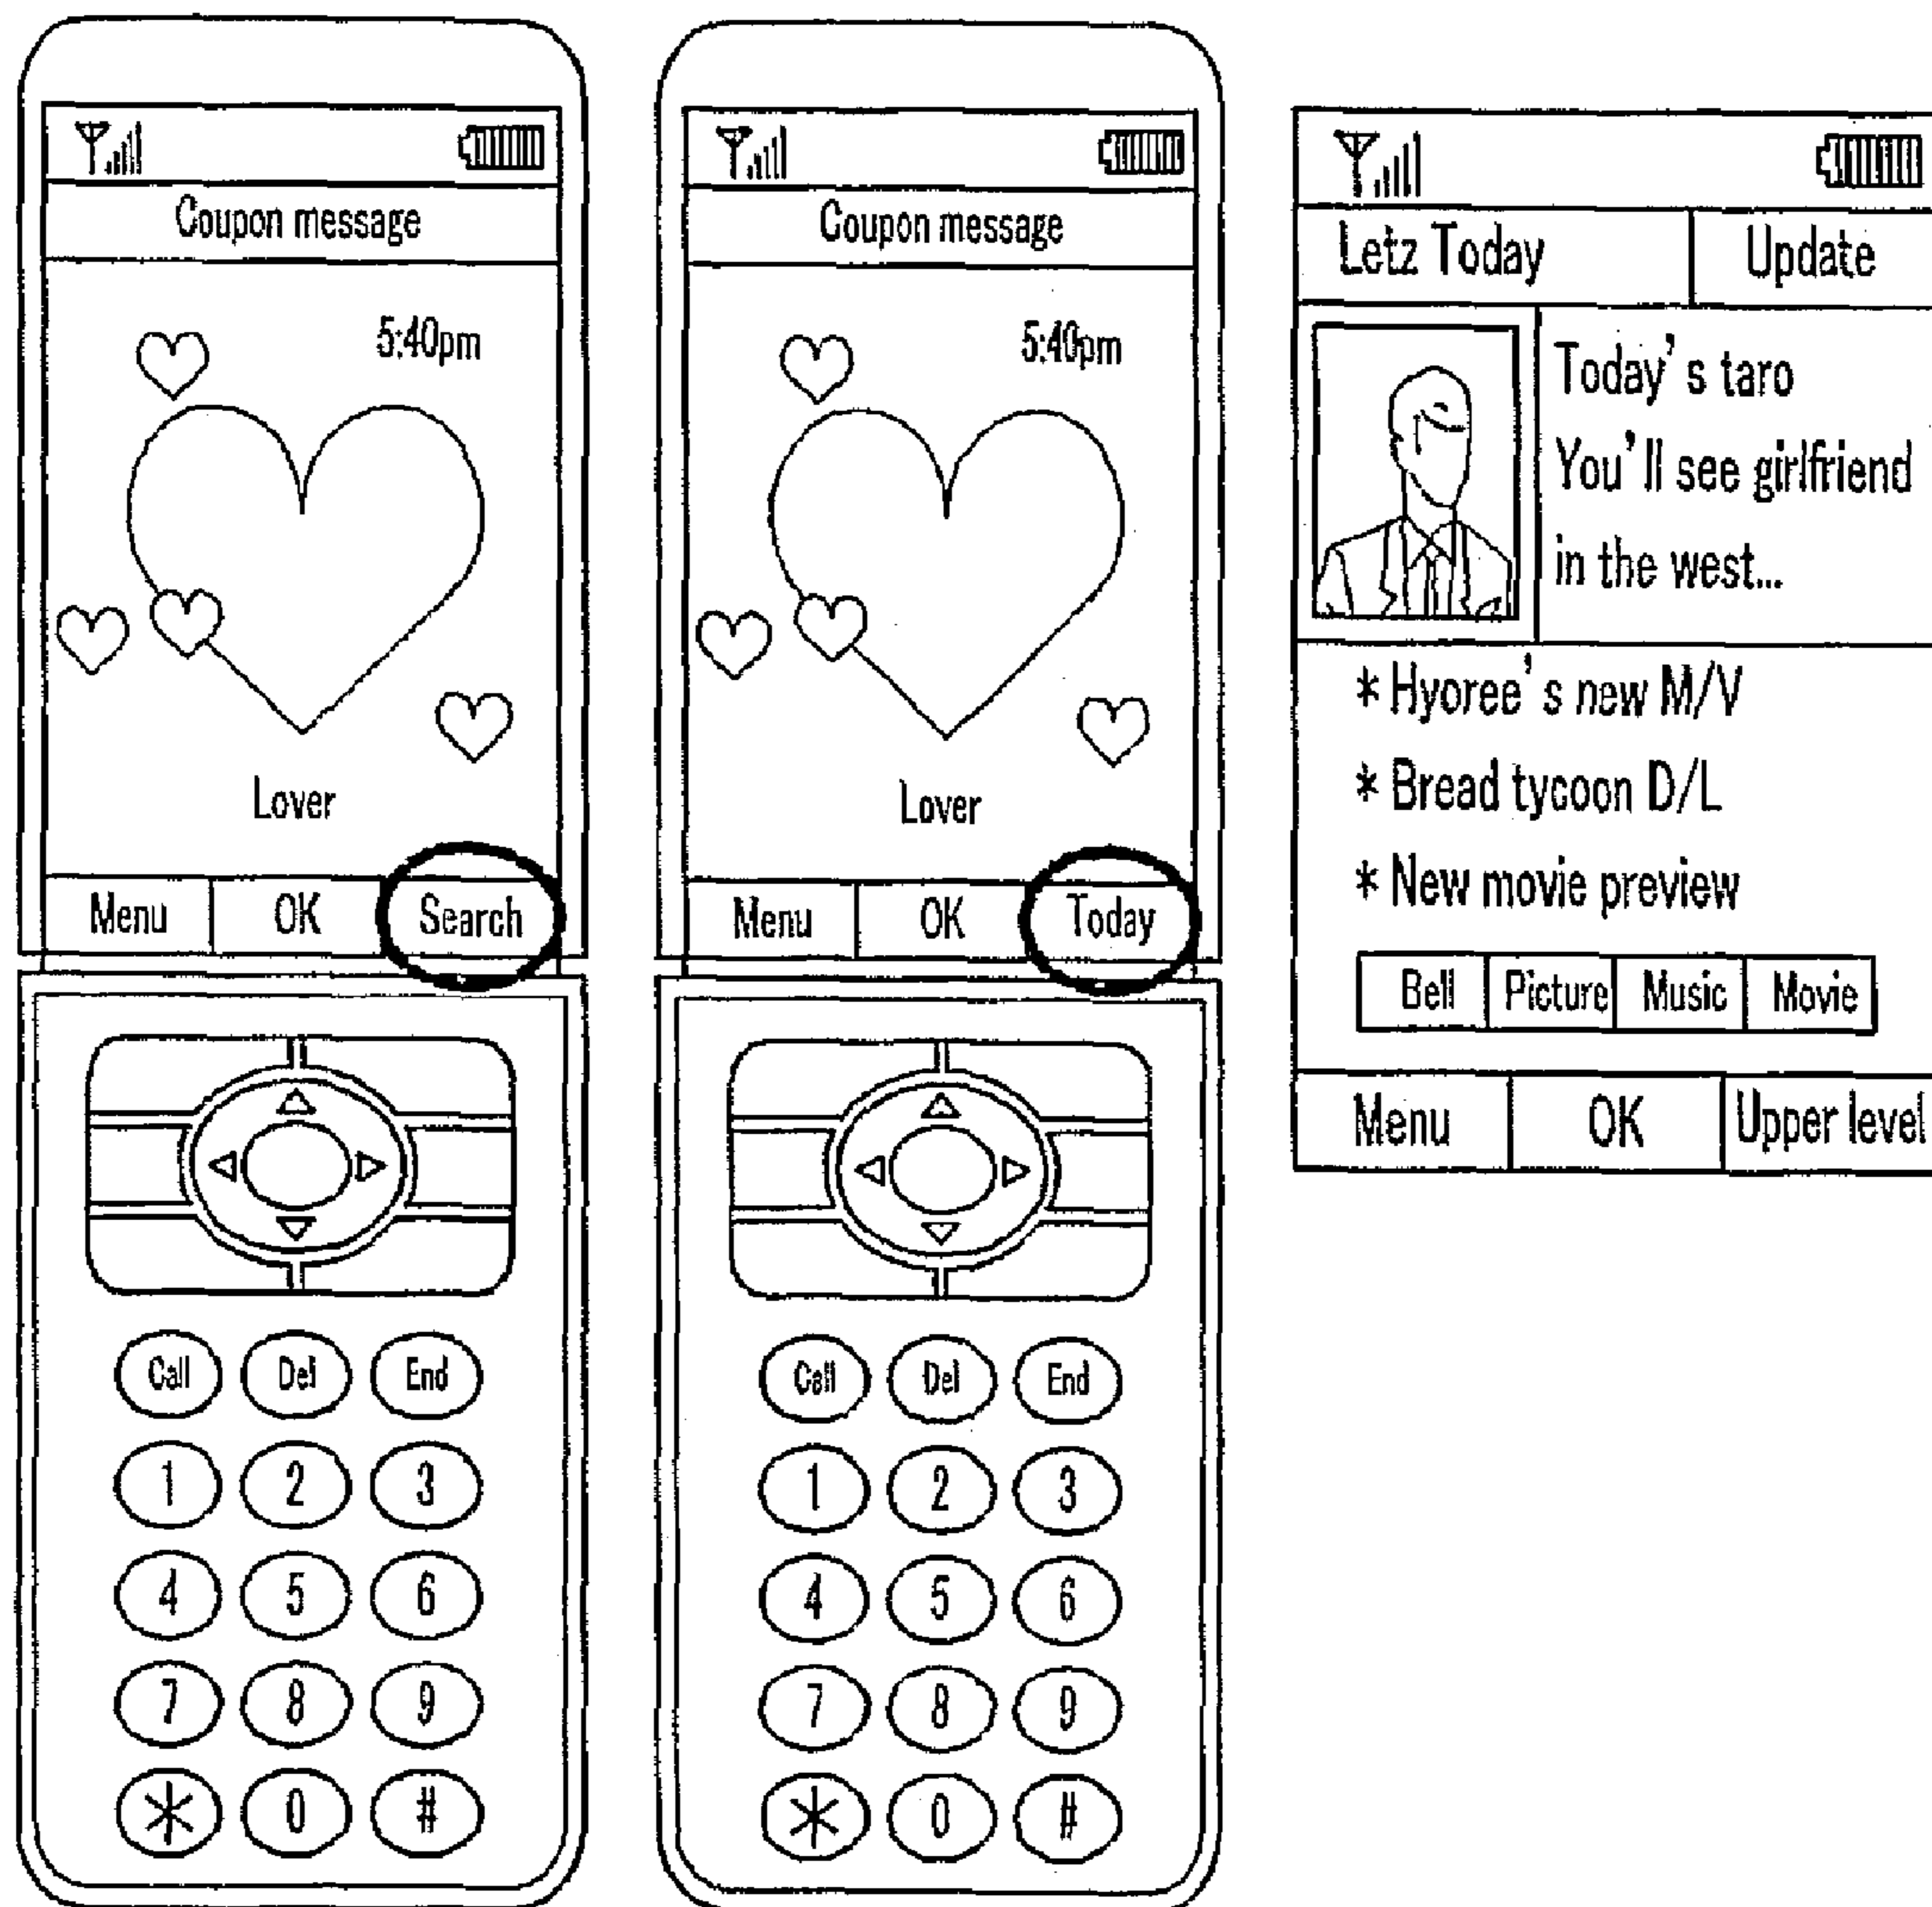 Coupon message
5:40pm
Lover
Menu OK Search
Call Del End
1 2 3
4 5 6
7 8 9
* 0 #
Coupon message
5:40pm
Lover
Menu OK Today
Call Del End
1 2 3
4 5 6
7 8 9
* 0 #
Letz Today Update
Today's taro
You'll see girlfriend
in the west...
* Hyoree's new M/V
* Bread tycoon D/L
* New movie preview
Bell Picture Music Movie
Menu OK Upper level